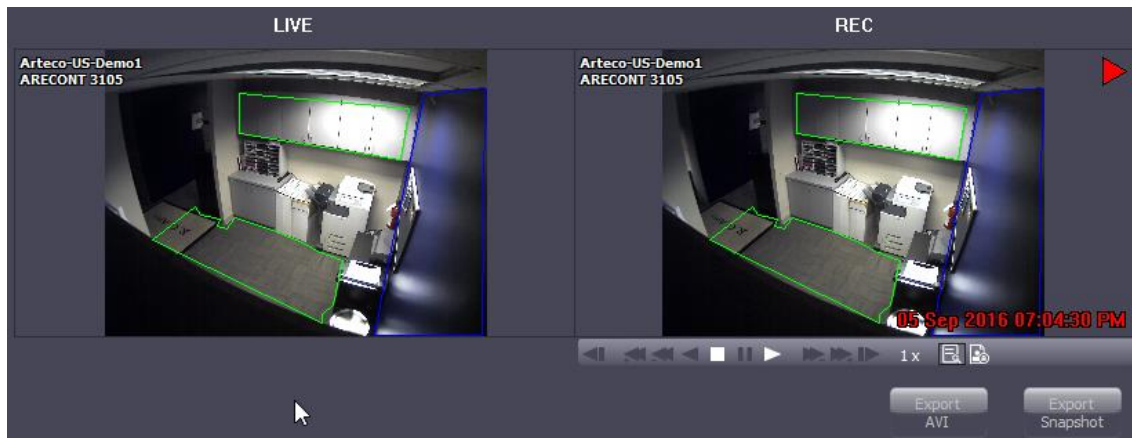 LIVE
REC
Arteco-US-Demo1
ARECONT 3105
Arteco-US-Demo1
ARECONT 3105
05 Sep 2016 07:04:30 PM
1 x
Export
AVI
Export
Snapshot